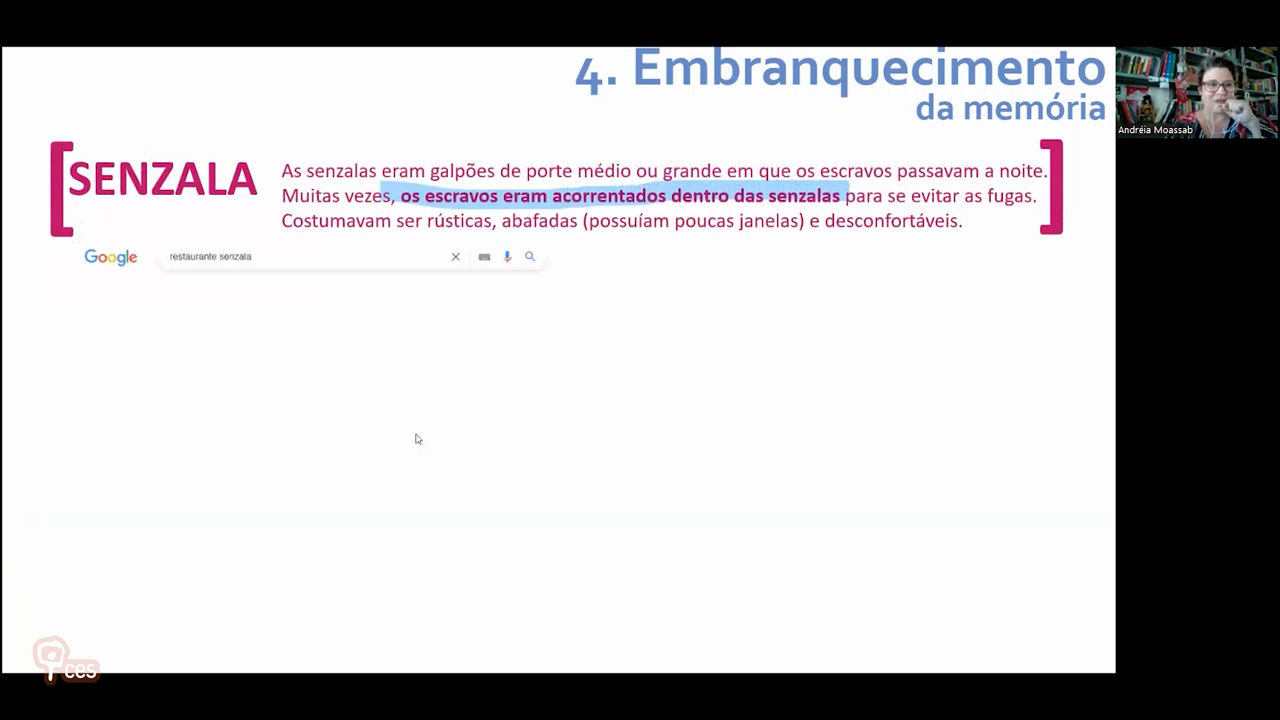 4. Embranquecimento
da memória
Andréia Moassab
[SENZALA
As senzalas eram galpões de porte médio ou grande em que os escravos passavam a noite.
Muitas vezes, os escravos eram acorrentados dentro das senzalas para se evitar as fugas.
Costumavam ser rústicas, abafadas (possuíam poucas janelas) e desconfortáveis.]
Google
restaurante senzala
ces